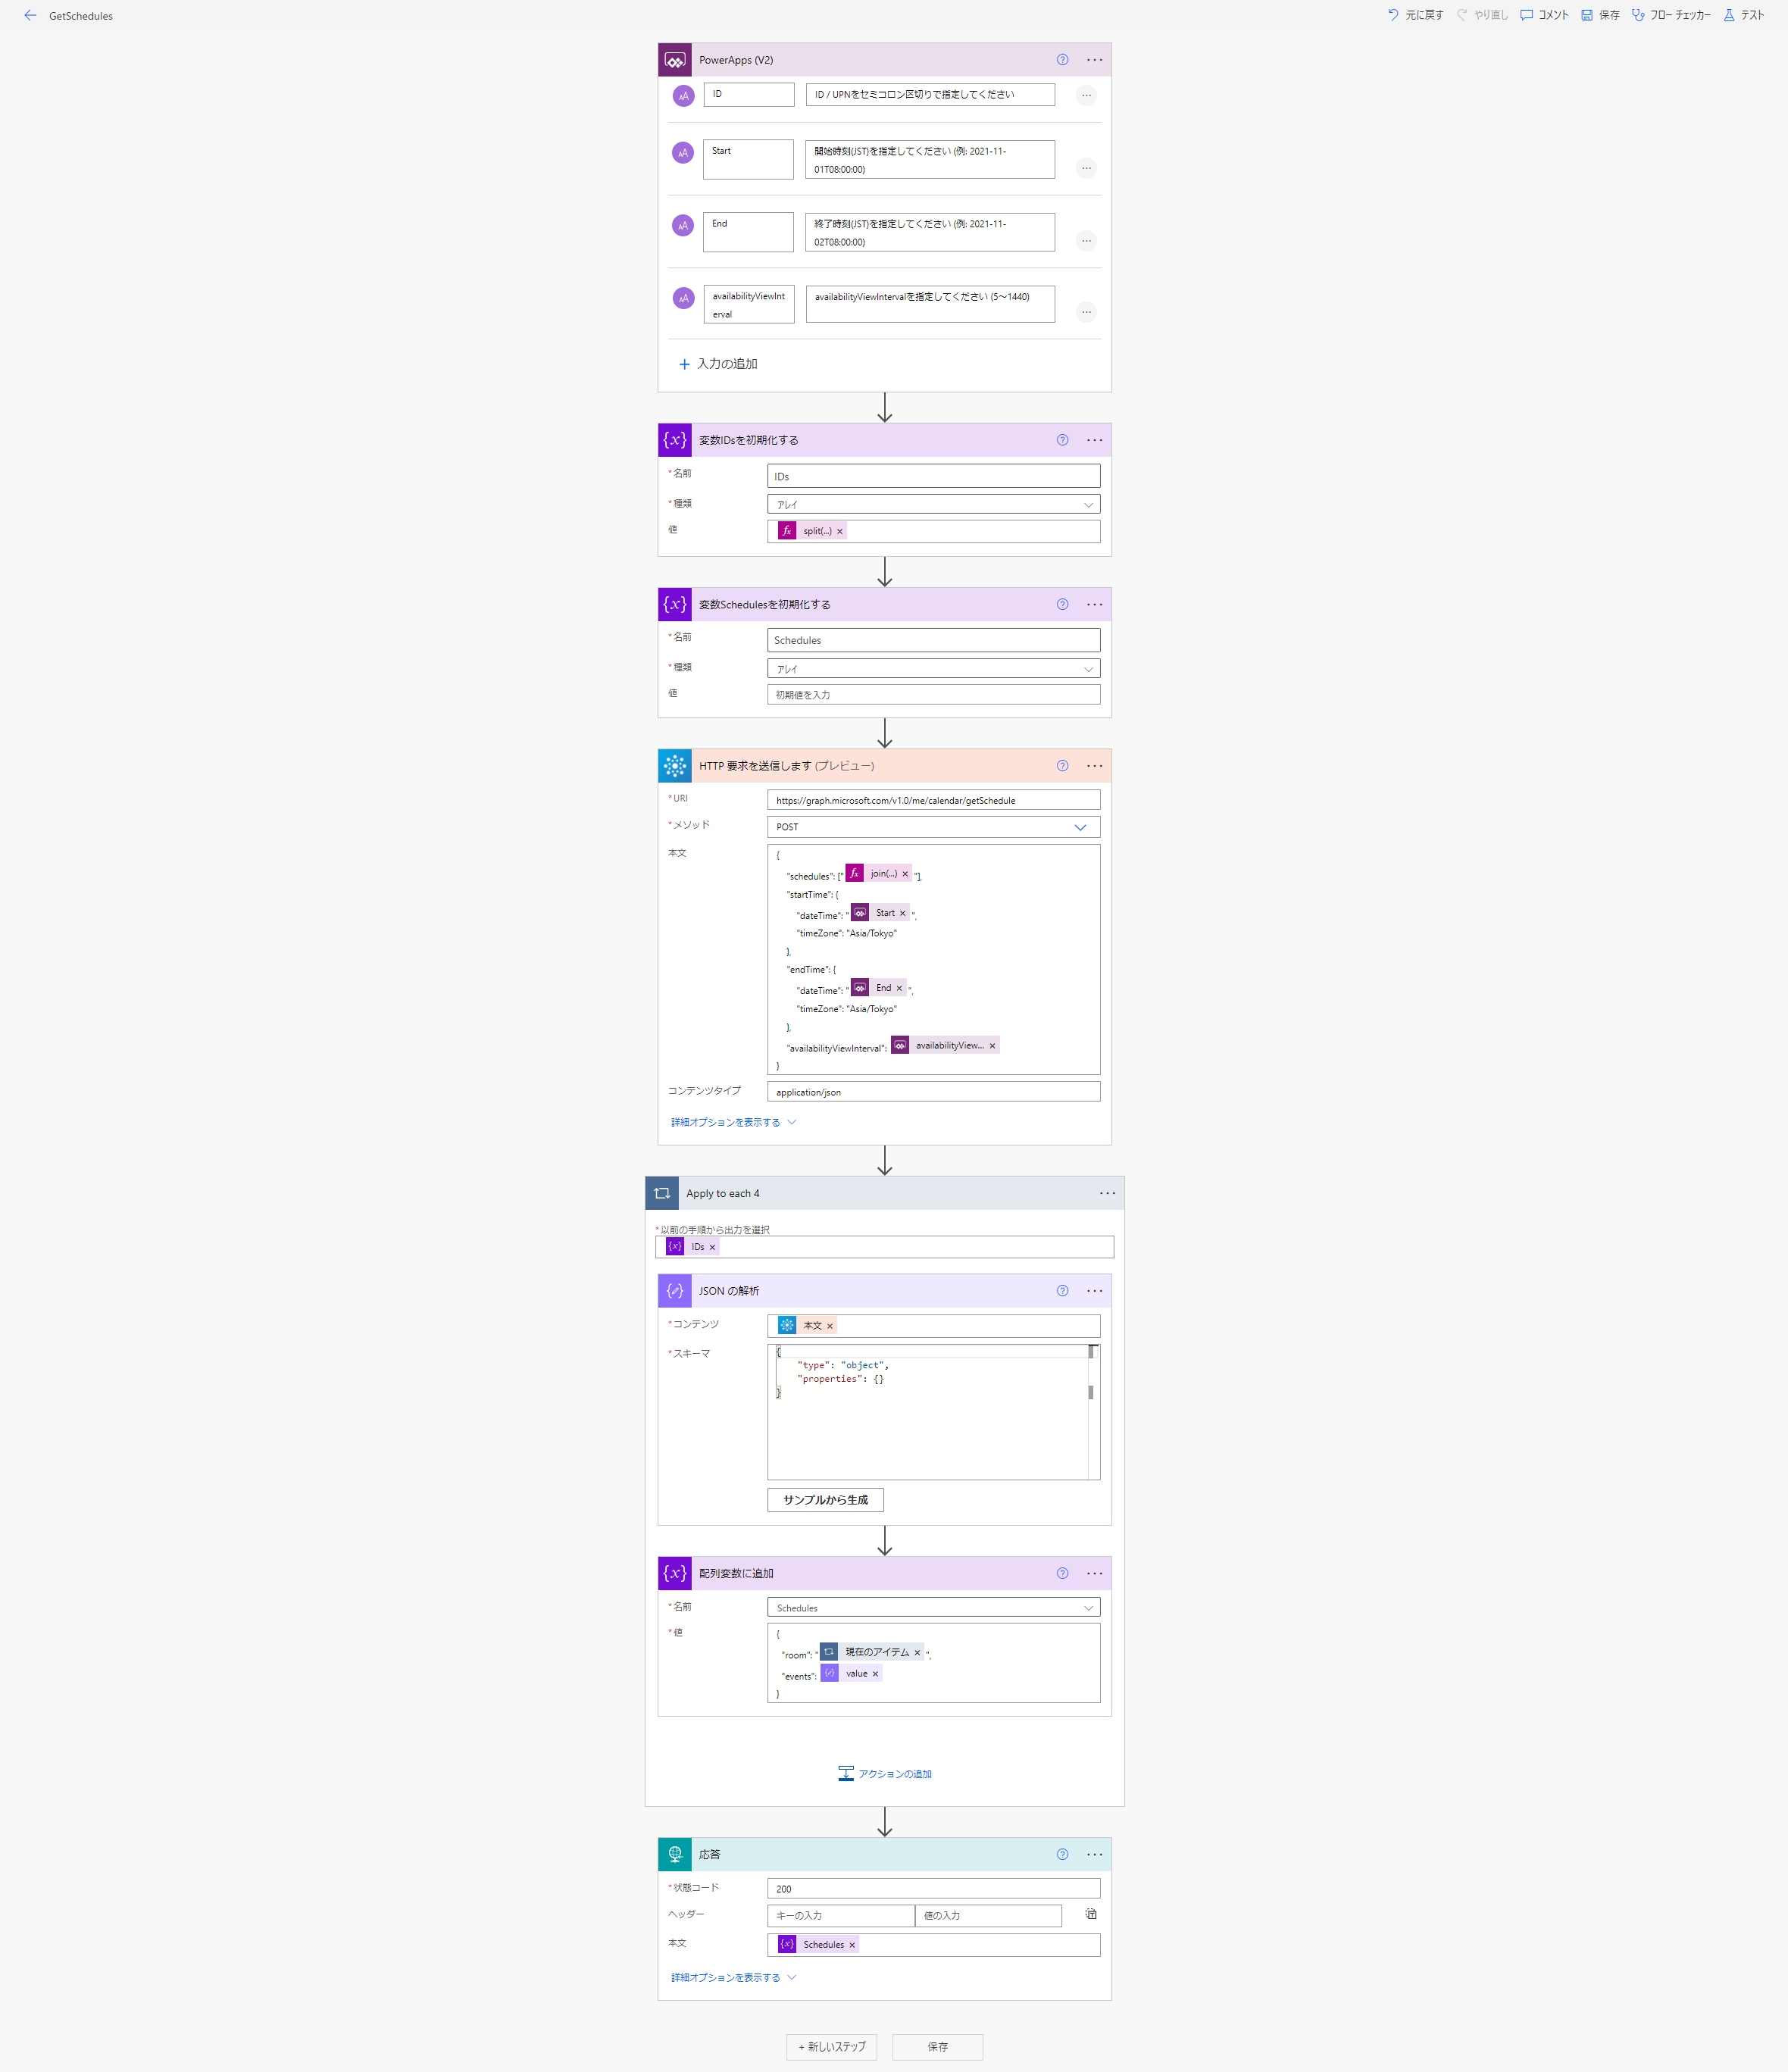 GetSchedules
元に戻す やり直し コメント 保存 フロー チェッカー テスト
PowerApps (V2)
ID
ID / UPNをセミコロン区切りで指定してください
Start
開始時刻(JST)を指定してください (例: 2021-11-
01T08:00:00)
End
終了時刻(JST)を指定してください (例: 2021-11-
02T08:00:00)
availabilityViewInt
erval
availabilityViewIntervalを指定してください (5～1440)
+ 入力の追加
{x} 変数IDsを初期化する
*名前
IDs
*種類
アレイ
値
fx split(...) ×
{x} 変数Schedulesを初期化する
*名前
Schedules
*種類
アレイ
値
初期値を入力
HTTP 要求を送信します (プレビュー)
*URI
https://graph.microsoft.com/v1.0/me/calendar/getSchedule
*メソッド
POST
本文
{
"schedules": [" fx join(...) × "],
"startTime": {
"dateTime": " Start × ",
"timeZone": "Asia/Tokyo"
},
"endTime": {
"dateTime": " End × ",
"timeZone": "Asia/Tokyo"
},
"availabilityViewInterval": availabilityView... ×
}
コンテンツタイプ
application/json
詳細オプションを表示する
Apply to each 4
*以前の手順から出力を選択
{x} IDs ×
JSON の解析
*コンテンツ
本文 ×
*スキーマ
{
"type": "object",
"properties": {}
}
サンプルから生成
{x} 配列変数に追加
*名前
Schedules
*値
{
"room": " 現在のアイテム × ",
"events": value ×
}
アクションの追加
応答
*状態コード
200
ヘッダー
キーの入力
値の入力
本文
{x} Schedules ×
詳細オプションを表示する
+ 新しいステップ
保存